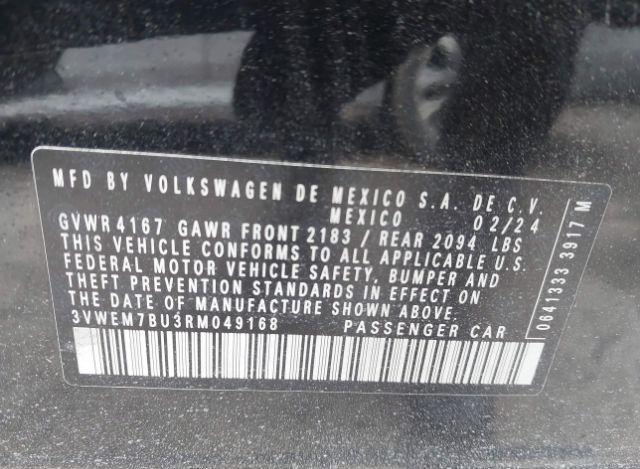 MFD BY VOLKSWAGEN DE MEXICO S.A. DE C.V.
MEXICO 02/24
GVWR 4167 GAWR FRONT 2183 / REAR 2094 LBS
THIS VEHICLE CONFORMS TO ALL APPLICABLE U.S.
FEDERAL MOTOR VEHICLE SAFETY, BUMPER AND
THEFT PREVENTION STANDARDS IN EFFECT ON
THE DATE OF MANUFACTURE SHOWN ABOVE.
3VWEM7BU3RM049168 PASSENGER CAR
0641333 3917 M